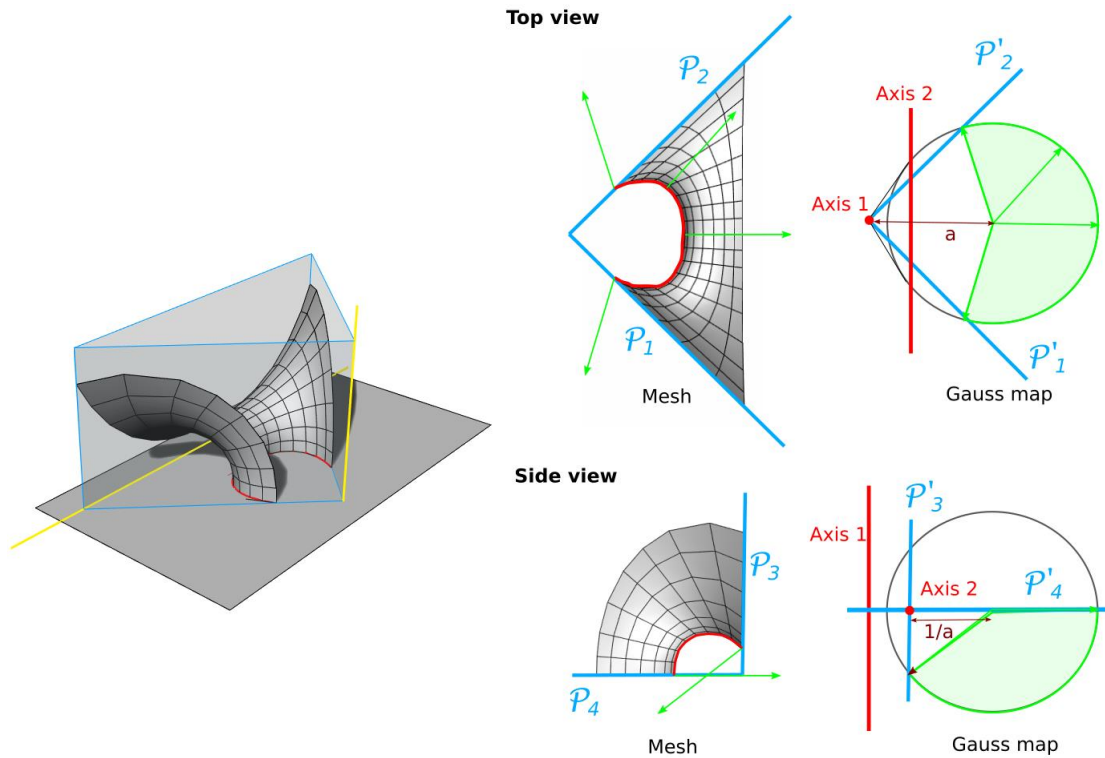 Top view
𝒫₂
𝒫'₂
Axis 2
Axis 1
a
𝒫₁
𝒫'₁
Mesh
Gauss map
Side view
𝒫'₃
Axis 1
𝒫₃
𝒫'₄
Axis 2
1/a
𝒫₄
Mesh
Gauss map